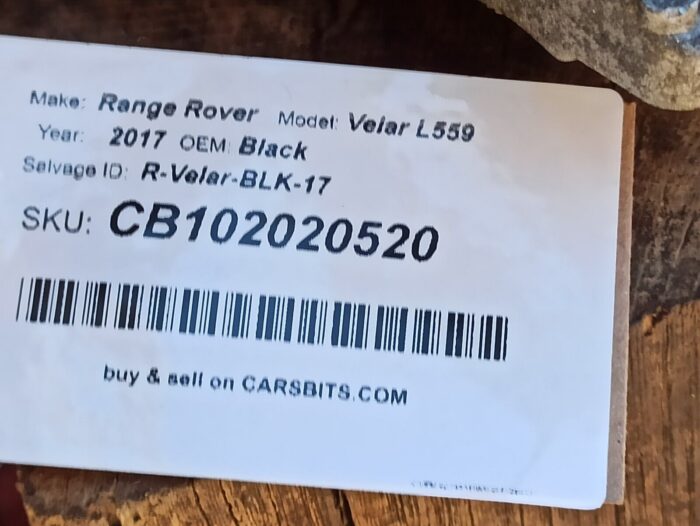 Make: Range Rover Model: Velar L559
Year: 2017 OEM: Black
Salvage ID: R-Velar-BLK-17
SKU: CB102020520
buy & sell on CARSBITS.COM